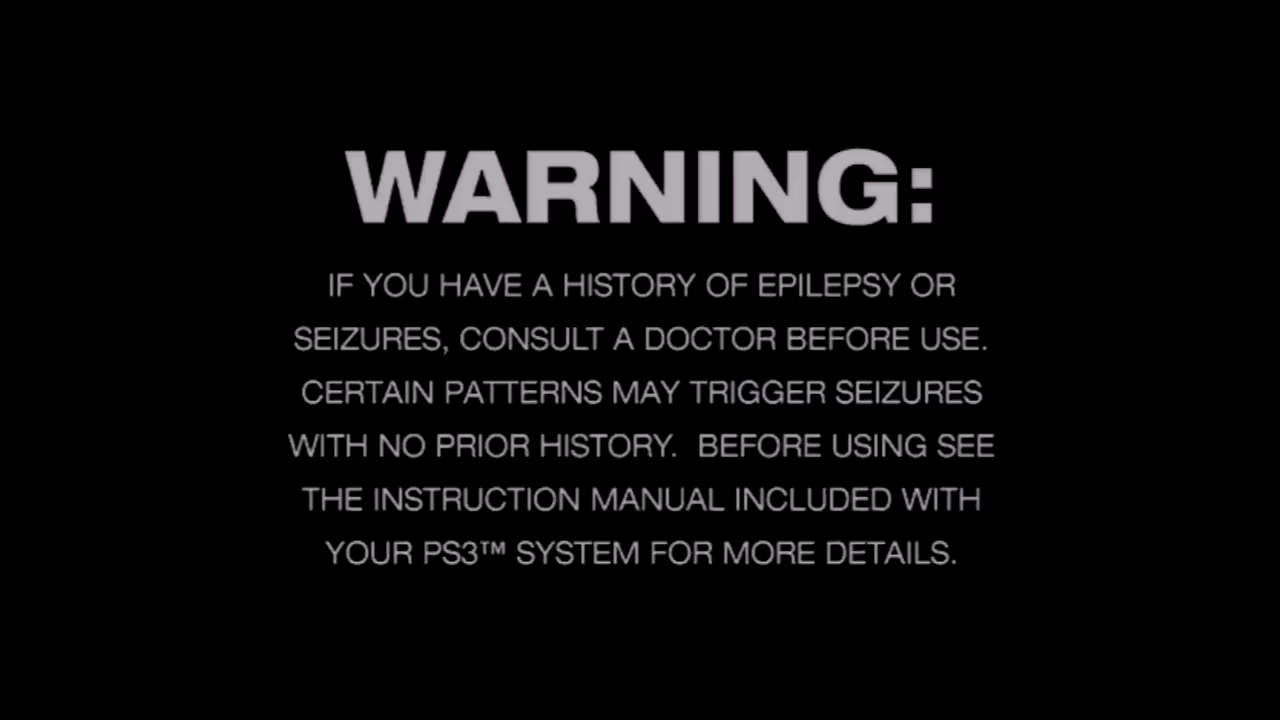 WARNING:
IF YOU HAVE A HISTORY OF EPILEPSY OR
SEIZURES, CONSULT A DOCTOR BEFORE USE.
CERTAIN PATTERNS MAY TRIGGER SEIZURES
WITH NO PRIOR HISTORY.  BEFORE USING SEE
THE INSTRUCTION MANUAL INCLUDED WITH
YOUR PS3™ SYSTEM FOR MORE DETAILS.